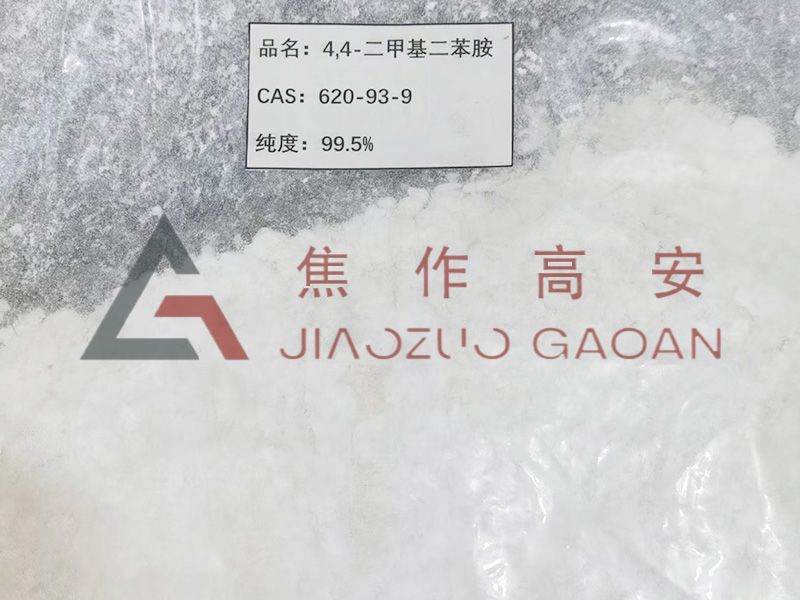 品名：4,4-二甲基二苯胺
CAS：620-93-9
纯度：99.5%
焦作高安
JIAOZUO GAOAN